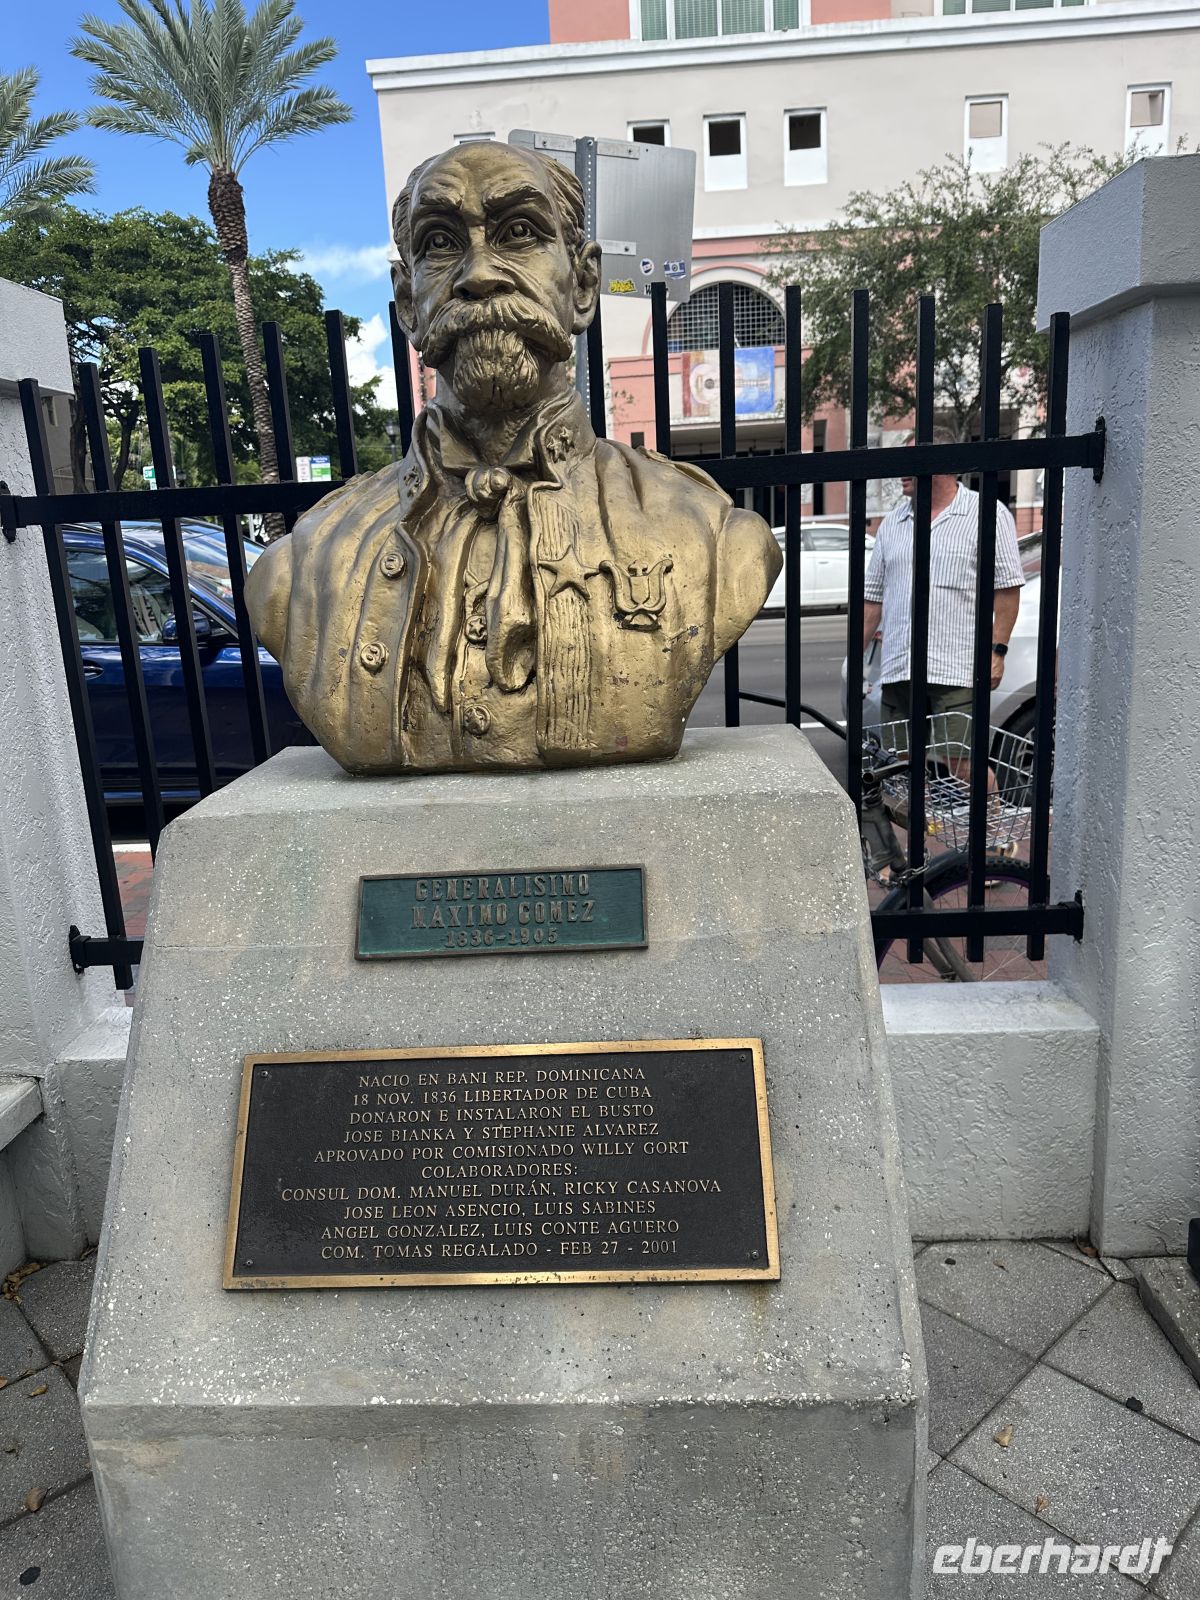 GENERALISIMO
MAXIMO GOMEZ
1836-1905
NACIO EN BANI REP. DOMINICANA
18 NOV. 1836 LIBERTADOR DE CUBA
DONARON E INSTALARON EL BUSTO
JOSE BIANKA Y STEPHANIE ALVAREZ
APROVADO POR COMISIONADO WILLY GORT
COLABORADORES:
CONSUL DOM. MANUEL DURÁN, RICKY CASANOVA
JOSE LEON ASENCIO, LUIS SABINES
ANGEL GONZALEZ, LUIS CONTE AGUERO
COM. TOMAS REGALADO - FEB 27 - 2001
eberhardt